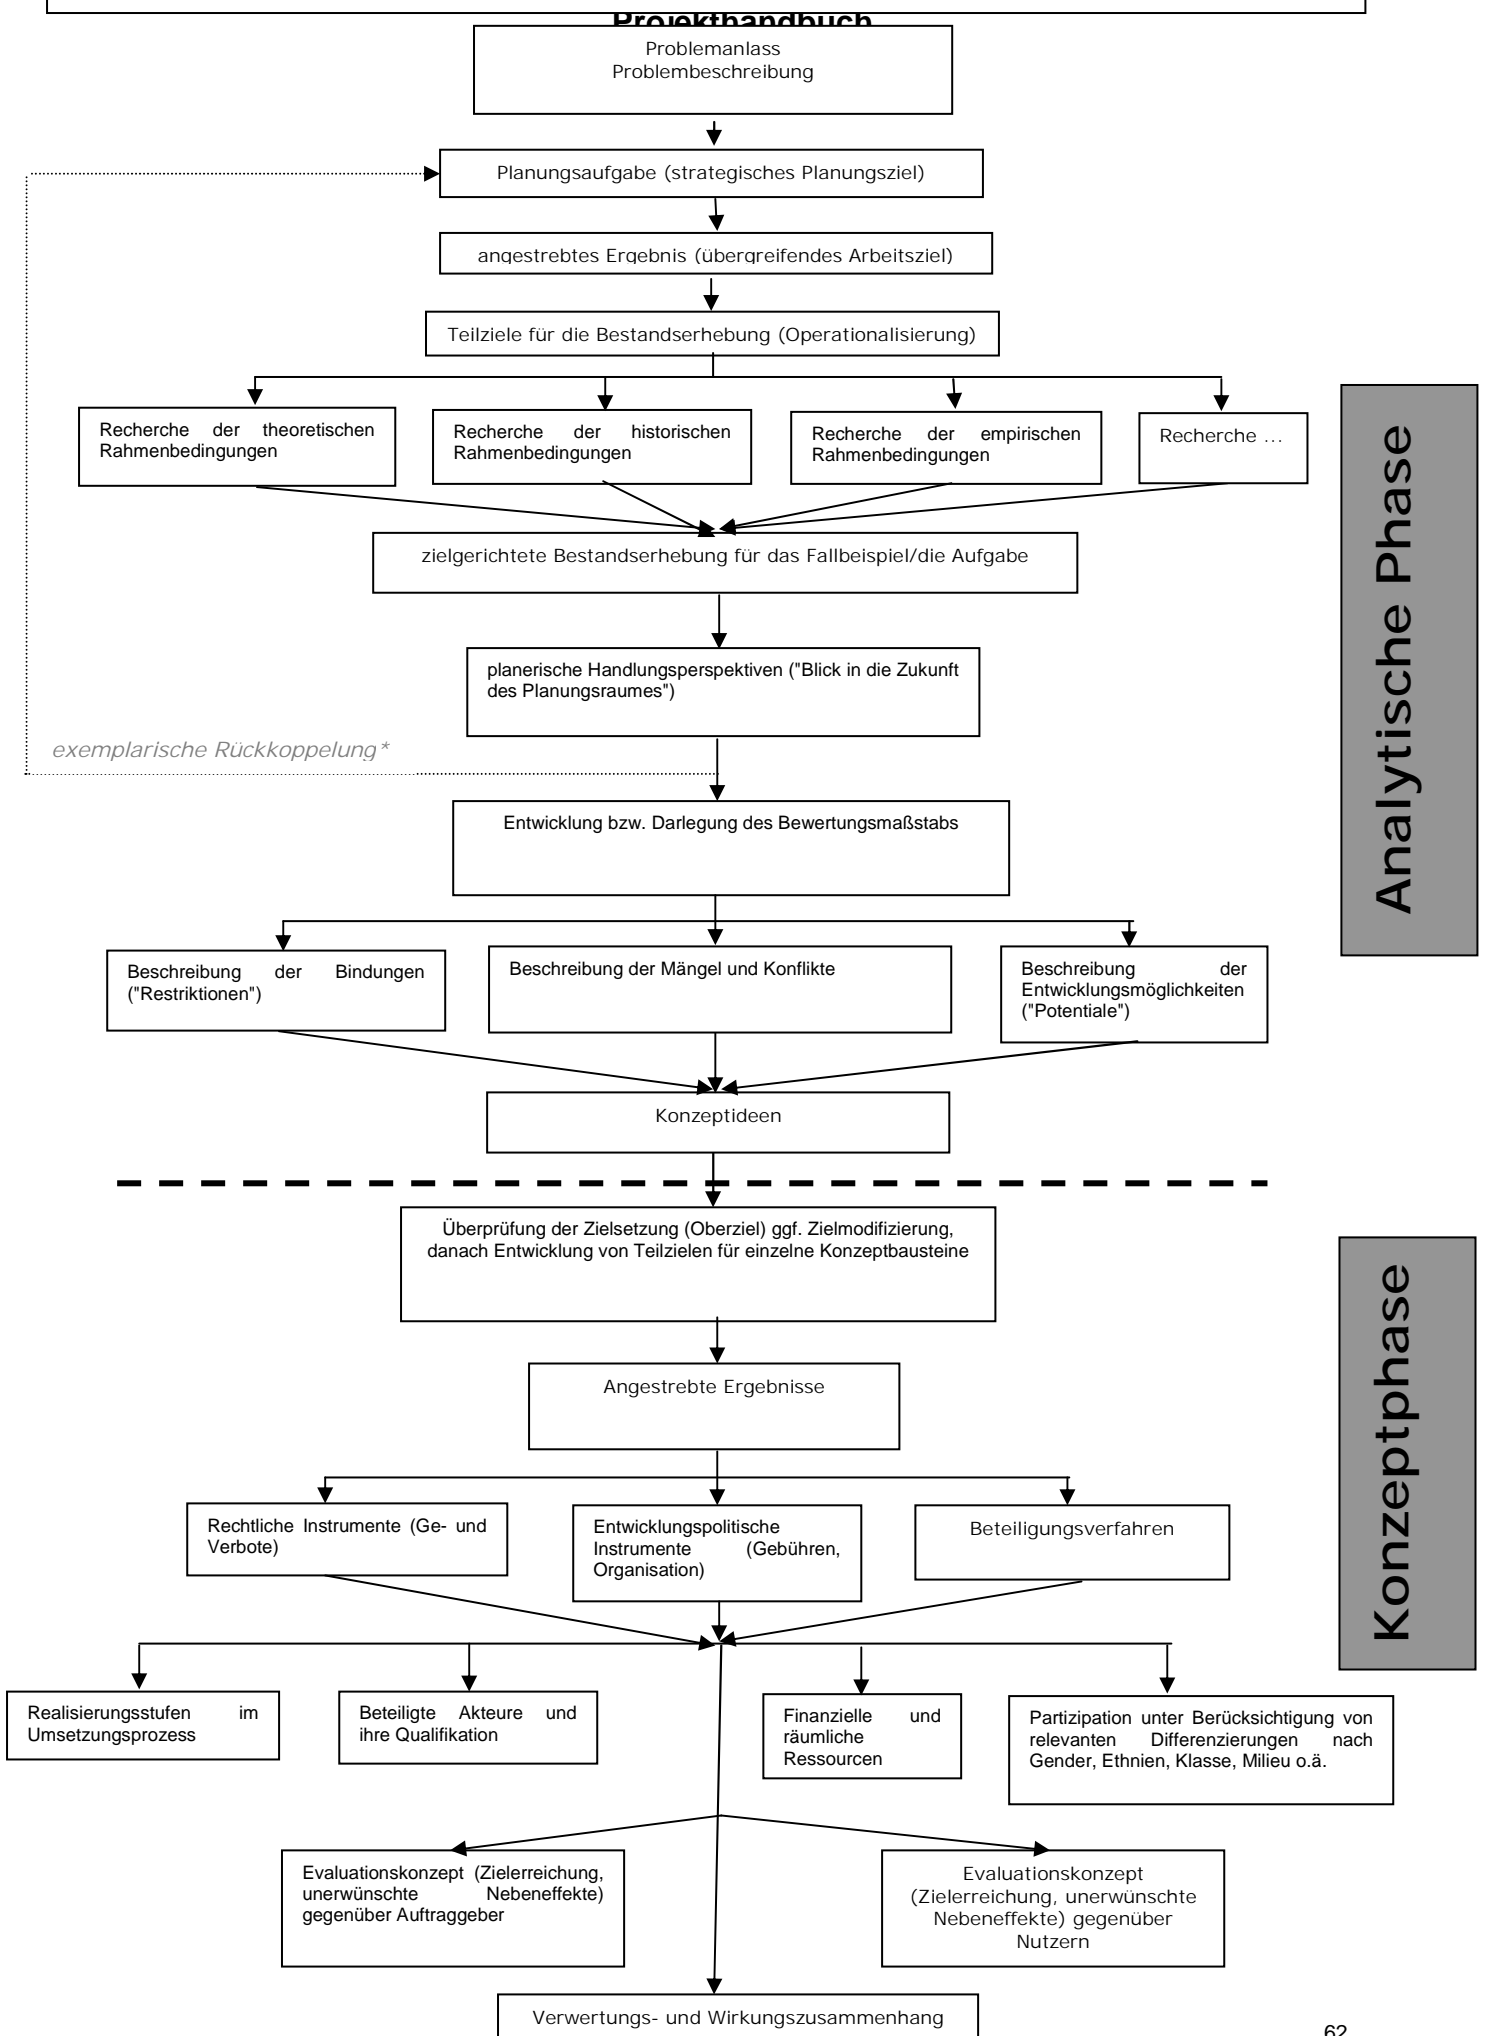 Projekthandbuch
Problemanlass
Problembeschreibung
Planungsaufgabe (strategisches Planungsziel)
angestrebtes Ergebnis (übergreifendes Arbeitsziel)
Teilziele für die Bestandserhebung (Operationalisierung)
Recherche der theoretischen
Rahmenbedingungen
Recherche der historischen
Rahmenbedingungen
Recherche der empirischen
Rahmenbedingungen
Recherche ...
zielgerichtete Bestandserhebung für das Fallbeispiel/die Aufgabe
planerische Handlungsperspektiven ("Blick in die Zukunft
des Planungsraumes")
exemplarische Rückkoppelung*
Entwicklung bzw. Darlegung des Bewertungsmaßstabs
Beschreibung der Bindungen
("Restriktionen")
Beschreibung der Mängel und Konflikte
Beschreibung der
Entwicklungsmöglichkeiten
("Potentiale")
Konzeptideen
Analytische Phase
Überprüfung der Zielsetzung (Oberziel) ggf. Zielmodifizierung,
danach Entwicklung von Teilzielen für einzelne Konzeptbausteine
Angestrebte Ergebnisse
Rechtliche Instrumente (Ge- und
Verbote)
Entwicklungspolitische
Instrumente (Gebühren,
Organisation)
Beteiligungsverfahren
Konzeptphase
Realisierungsstufen im
Umsetzungsprozess
Beteiligte Akteure und
ihre Qualifikation
Finanzielle und
räumliche
Ressourcen
Partizipation unter Berücksichtigung von
relevanten Differenzierungen nach
Gender, Ethnien, Klasse, Milieu o.ä.
Evaluationskonzept (Zielerreichung,
unerwünschte Nebeneffekte)
gegenüber Auftraggeber
Evaluationskonzept
(Zielerreichung, unerwünschte
Nebeneffekte) gegenüber
Nutzern
Verwertungs- und Wirkungszusammenhang
62